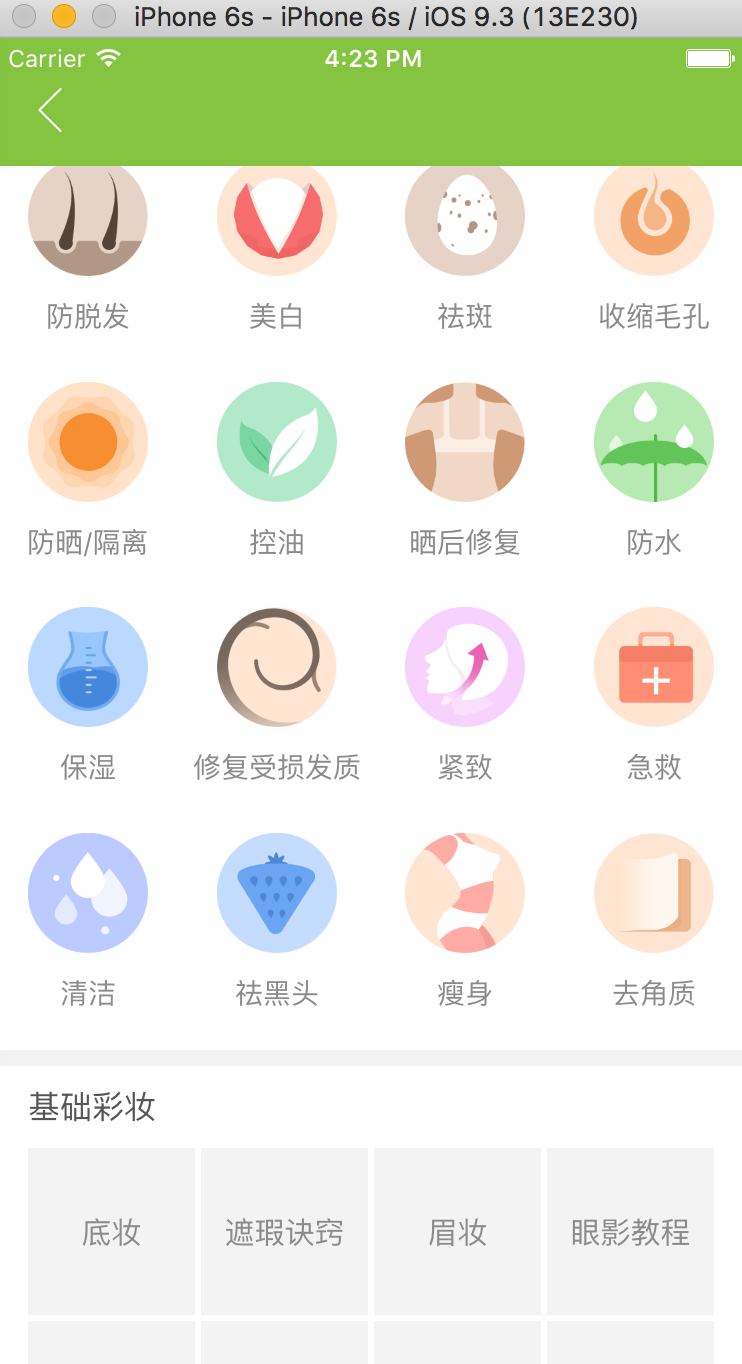 iPhone 6s - iPhone 6s / iOS 9.3 (13E230)
Carrier 4:23 PM
防脱发 美白 祛斑 收缩毛孔
防晒/隔离 控油 晒后修复 防水
保湿 修复受损发质 紧致 急救
清洁 祛黑头 瘦身 去角质
基础彩妆
底妆 遮瑕诀窍 眉妆 眼影教程